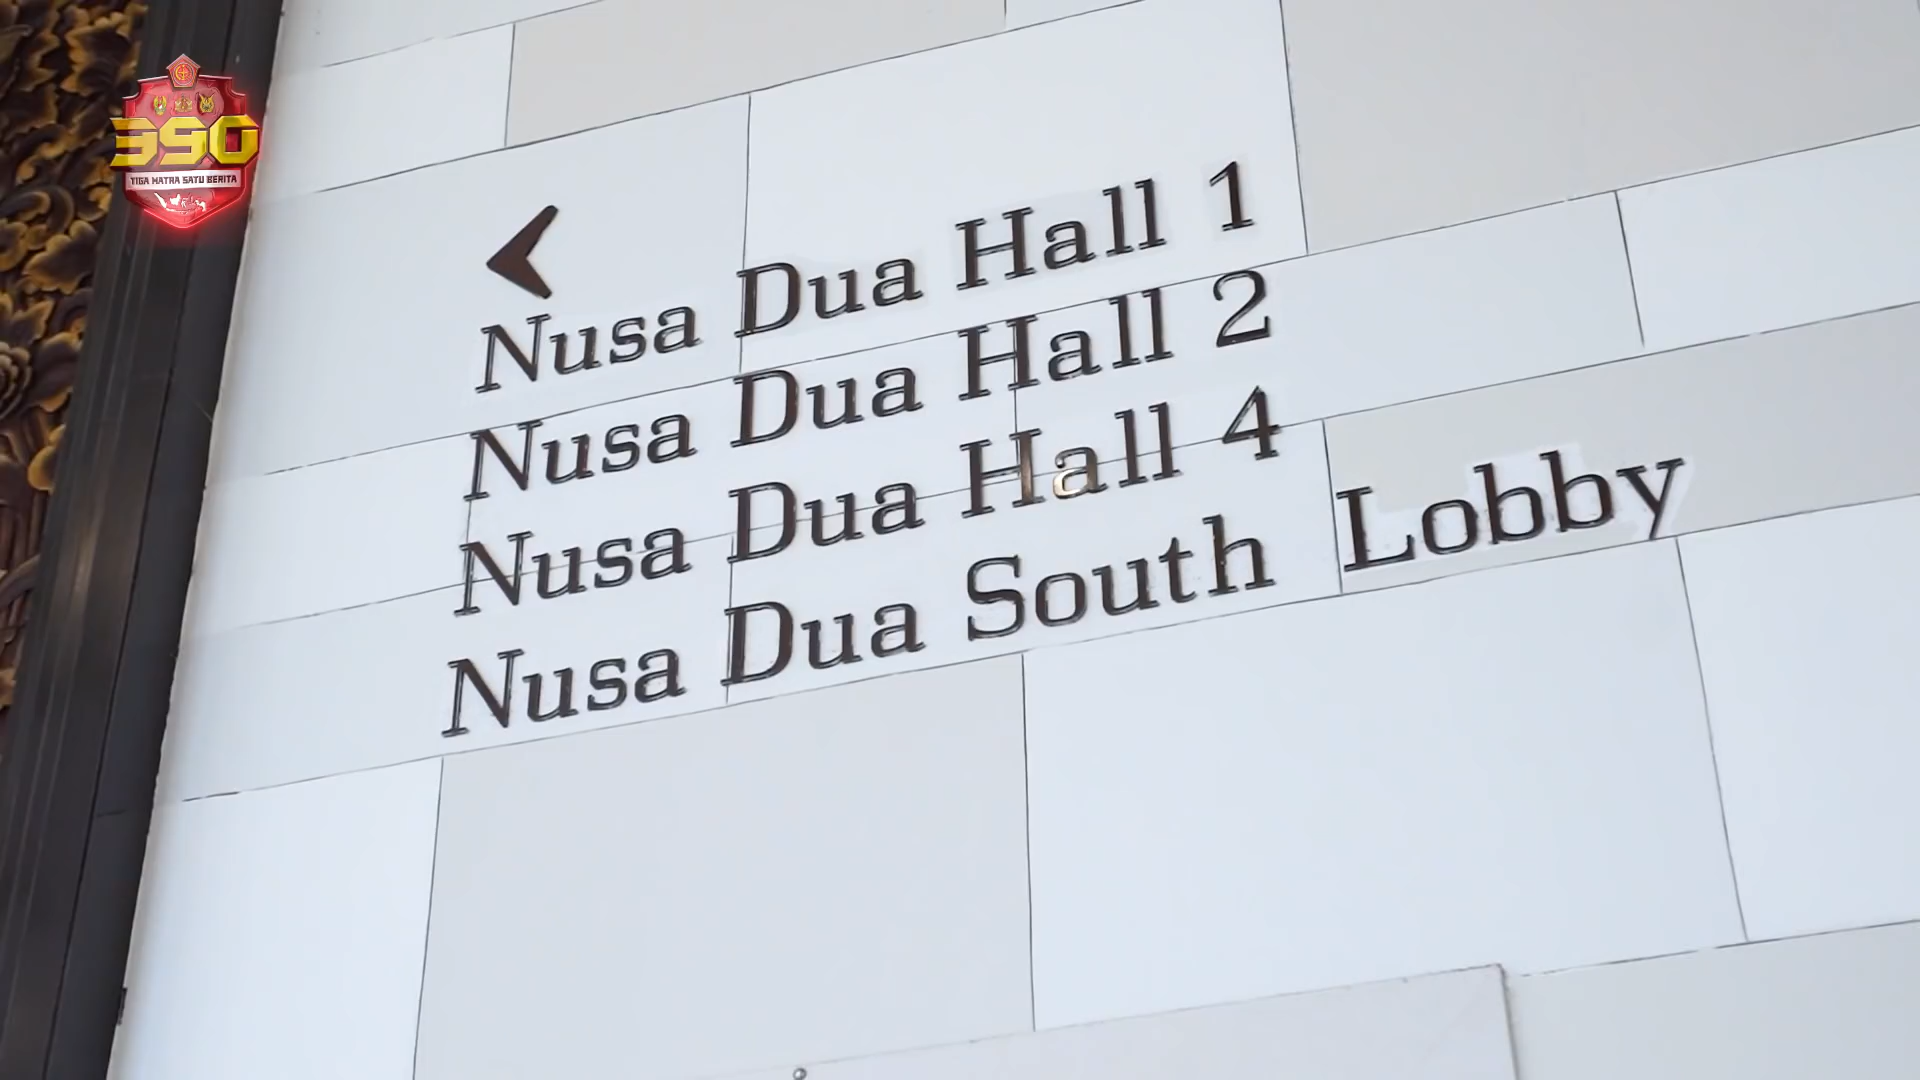 390
TIGA MATRA SATU BERITA
Nusa Dua Hall 1
Nusa Dua Hall 2
Nusa Dua Hall 4
Nusa Dua South Lobby